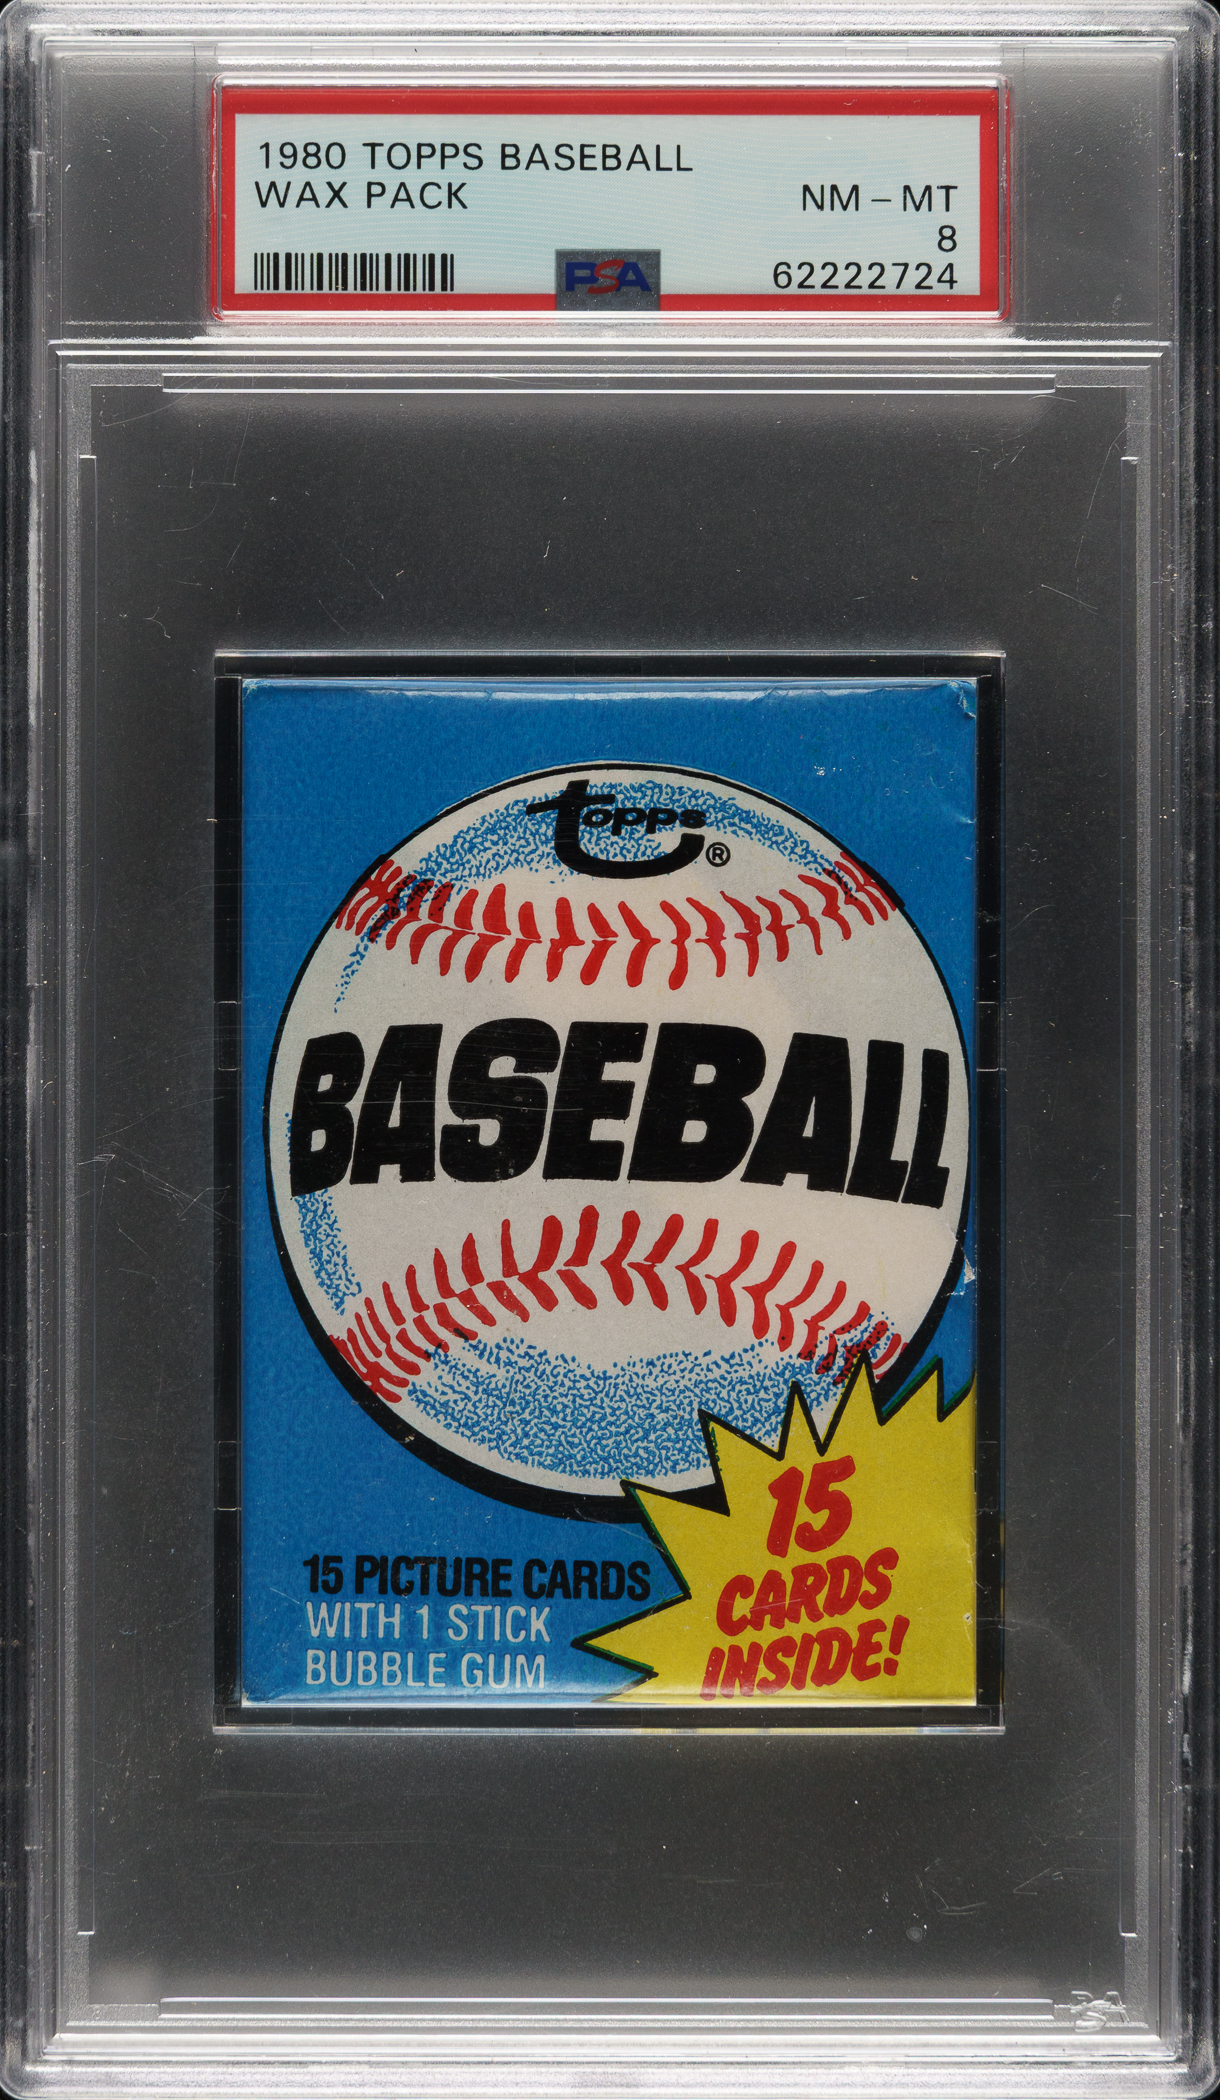 1980 TOPPS BASEBALL
WAX PACK
NM – MT
8
62222724
PSA
topps
®
BASEBALL
15 PICTURE CARDS
WITH 1 STICK
BUBBLE GUM
15
CARDS
INSIDE!
PSA